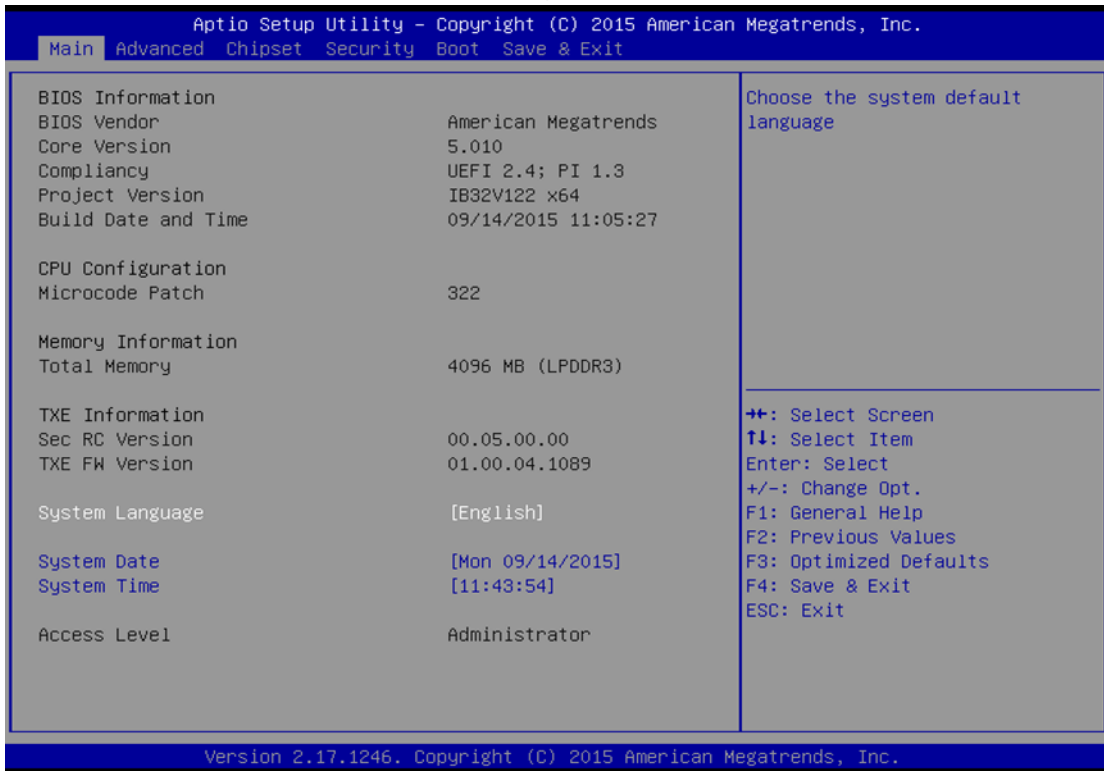 Aptio Setup Utility – Copyright (C) 2015 American Megatrends, Inc.
Main Advanced Chipset Security Boot Save & Exit
BIOS Information
BIOS Vendor American Megatrends
Core Version 5.010
Compliancy UEFI 2.4; PI 1.3
Project Version IB32V122 x64
Build Date and Time 09/14/2015 11:05:27
CPU Configuration
Microcode Patch 322
Memory Information
Total Memory 4096 MB (LPDDR3)
TXE Information
Sec RC Version 00.05.00.00
TXE FW Version 01.00.04.1089
System Language [English]
System Date [Mon 09/14/2015]
System Time [11:43:54]
Access Level Administrator
Choose the system default
language
→←: Select Screen
↑↓: Select Item
Enter: Select
+/-: Change Opt.
F1: General Help
F2: Previous Values
F3: Optimized Defaults
F4: Save & Exit
ESC: Exit
Version 2.17.1246. Copyright (C) 2015 American Megatrends, Inc.